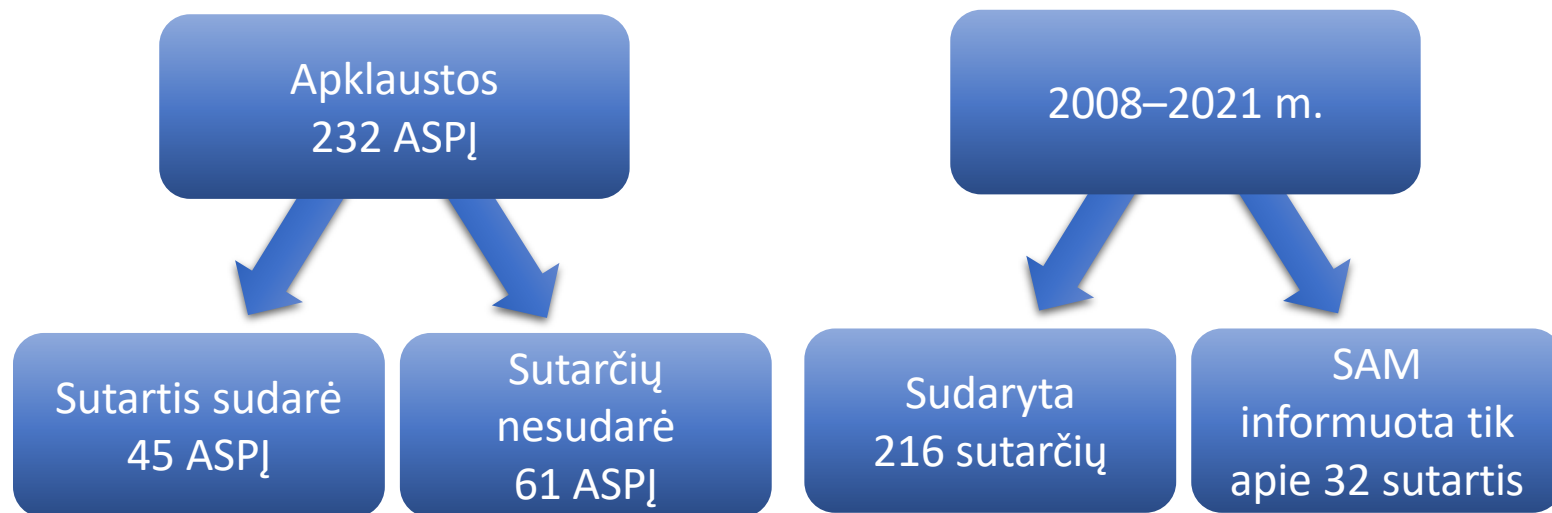 Apklaustos
232 ASPĮ
2008–2021 m.
Sutartis sudarė
45 ASPĮ
Sutarčių
nesudarė
61 ASPĮ
Sudaryta
216 sutarčių
SAM
informuota tik
apie 32 sutartis